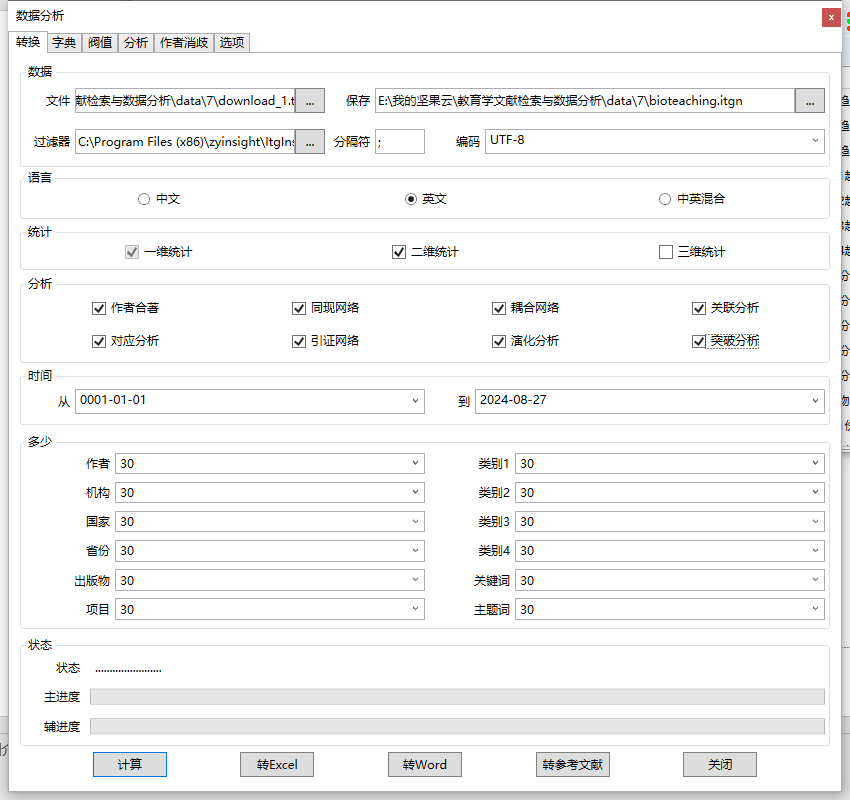 数据分析
x
转换 字典 阀值 分析 作者消歧 选项
数据
文件 献检索与数据分析\data\7\download_1.t ... 保存 E:\我的坚果云\教育学文献检索与数据分析\data\7\bioteaching.itgn ...
过滤器 C:\Program Files (x86)\zyinsight\ItgIns ... 分隔符 ; 编码 UTF-8
语言
中文 英文 中英混合
统计
一维统计 二维统计 三维统计
分析
作者合著 同现网络 耦合网络 关联分析
对应分析 引证网络 演化分析 突破分析
时间
从 0001-01-01 到 2024-08-27
多少
作者 30 类别1 30
机构 30 类别2 30
国家 30 类别3 30
省份 30 类别4 30
出版物 30 关键词 30
项目 30 主题词 30
状态
状态 .......................
主进度
辅进度
计算 转Excel 转Word 转参考文献 关闭